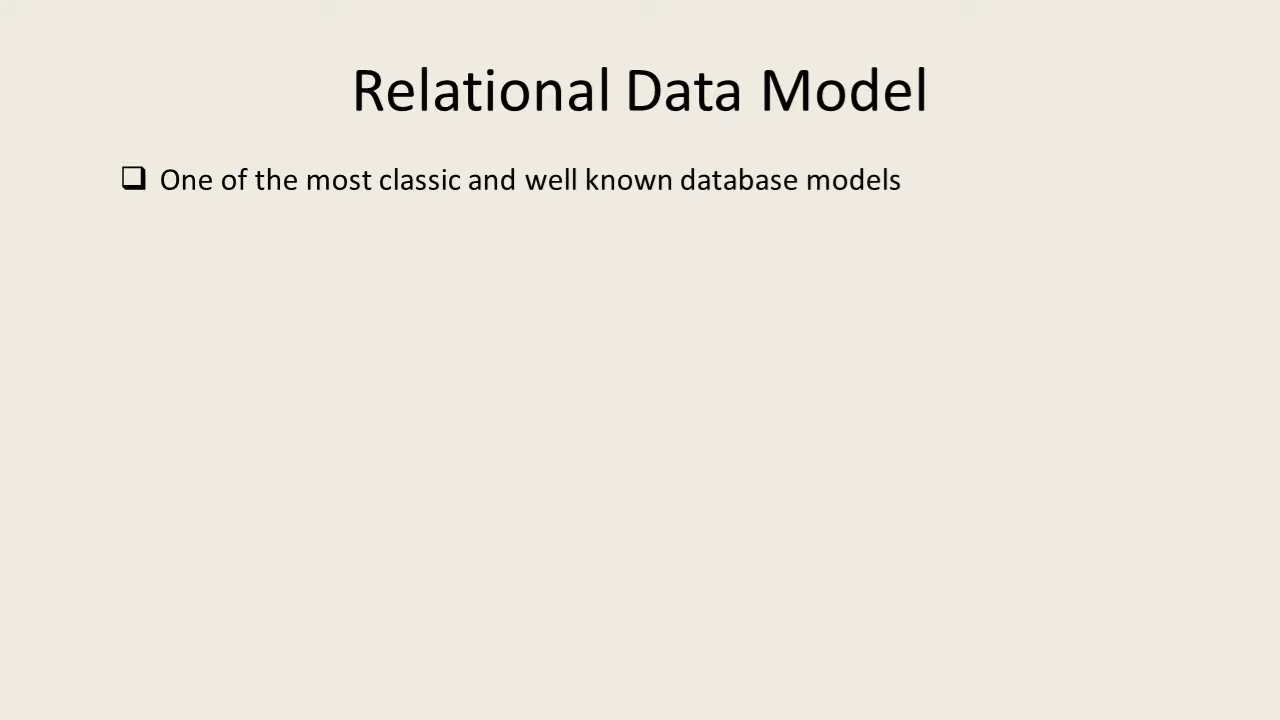 Relational Data Model
❑ One of the most classic and well known database models